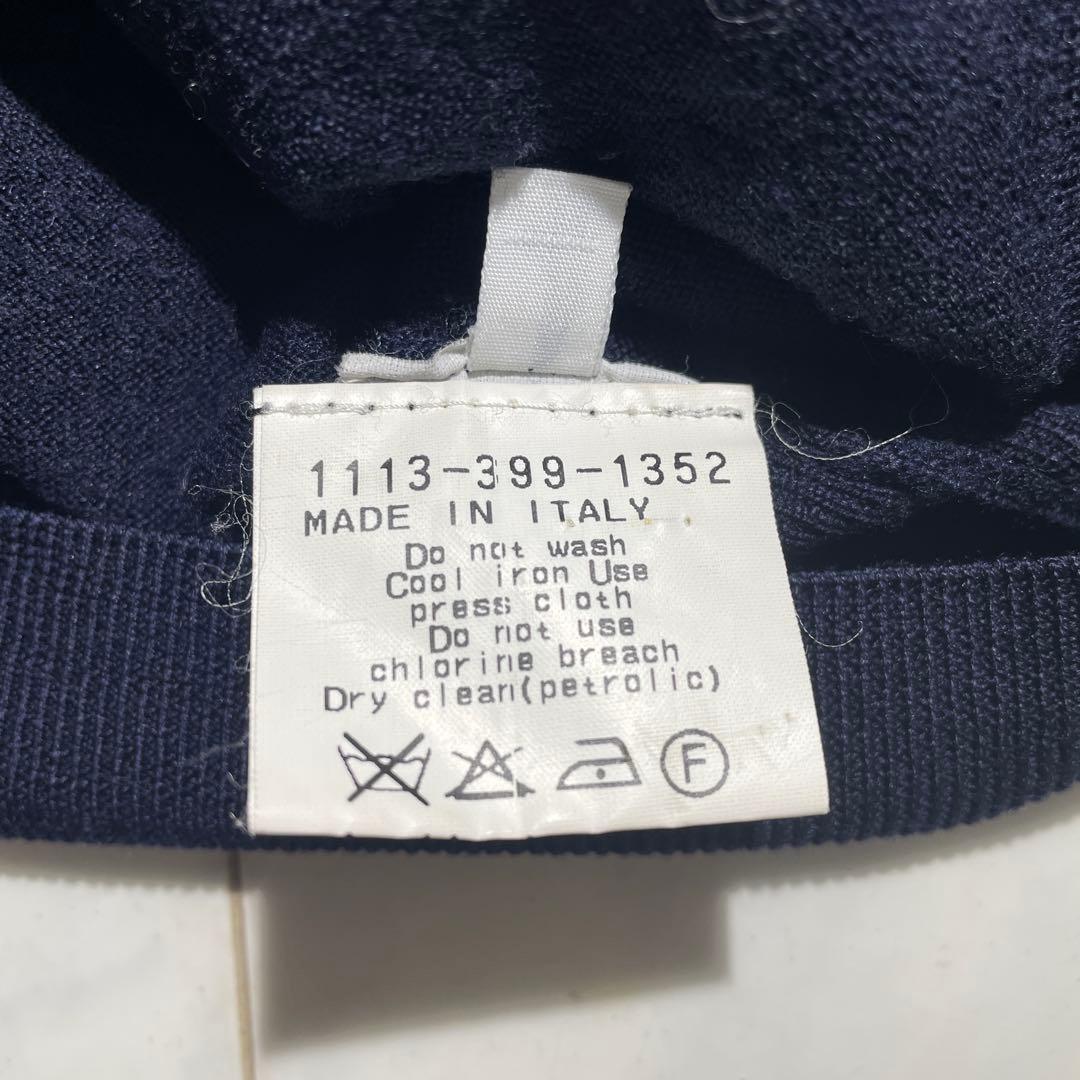 1113-399-1352
MADE IN ITALY
Do not wash
Cool iron Use
press cloth
Do not use
chlorine breach
Dry clean(petrolic)
F